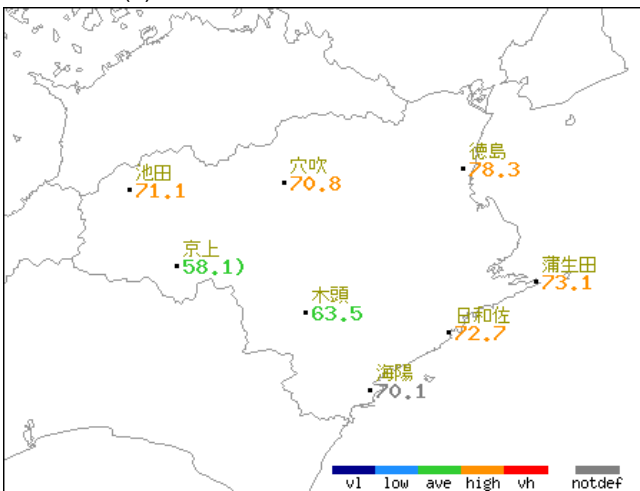 徳島
78.3
穴吹
70.8
池田
71.1
京上
58.1)
蒲生田
73.1
木頭
63.5
日和佐
72.7
海陽
70.1
vl low ave high vh notdef